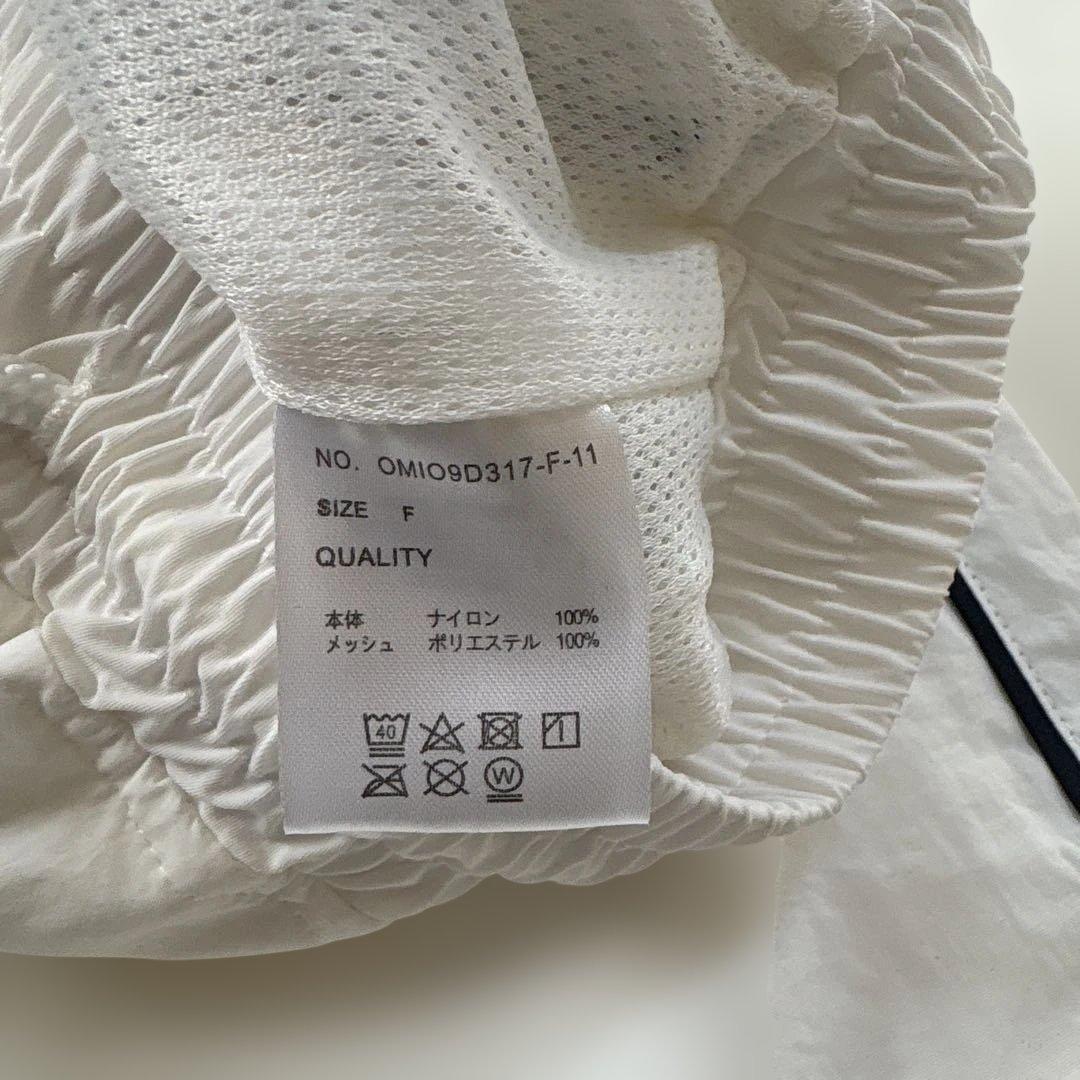 NO. OMIO9D317-F-11
SIZE F
QUALITY
本体 ナイロン 100%
メッシュ ポリエステル 100%
40
W